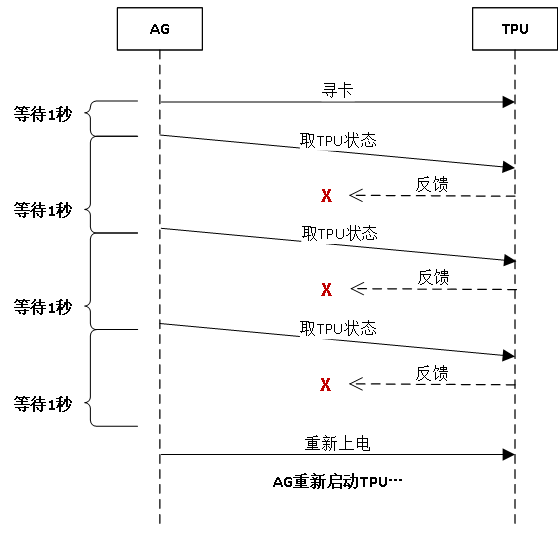 AG
TPU
寻卡
等待1秒
取TPU状态
反馈
X
等待1秒
取TPU状态
反馈
X
等待1秒
取TPU状态
反馈
X
等待1秒
重新上电
AG重新启动TPU…